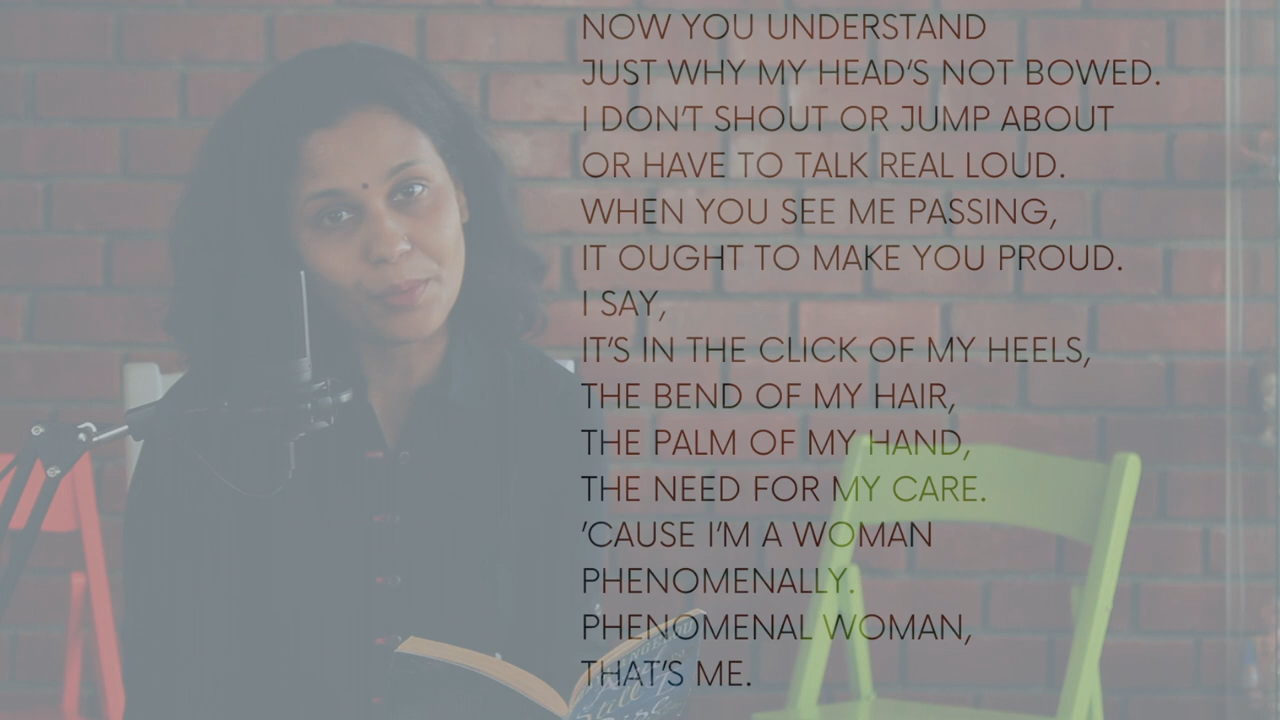 NOW YOU UNDERSTAND
JUST WHY MY HEAD'S NOT BOWED.
I DON'T SHOUT OR JUMP ABOUT
OR HAVE TO TALK REAL LOUD.
WHEN YOU SEE ME PASSING,
IT OUGHT TO MAKE YOU PROUD.
I SAY,
IT'S IN THE CLICK OF MY HEELS,
THE BEND OF MY HAIR,
THE PALM OF MY HAND,
THE NEED FOR MY CARE.
'CAUSE I'M A WOMAN
PHENOMENALLY.
PHENOMENAL WOMAN,
THAT'S ME.